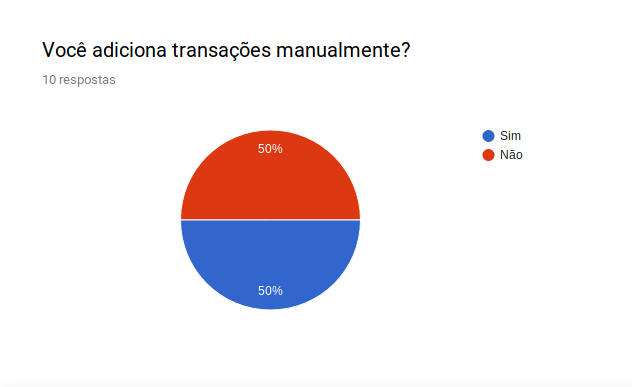 Você adiciona transações manualmente?
10 respostas
50%
50%
Sim
Não